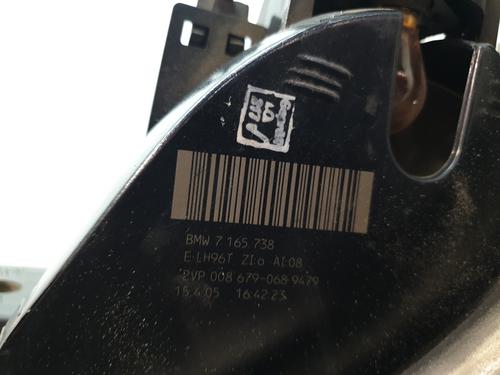 BMW 7 165 738
E-LH96T ZI:6 AI:08
2VP 008 679-068 9479
15.4.05 16:42:23